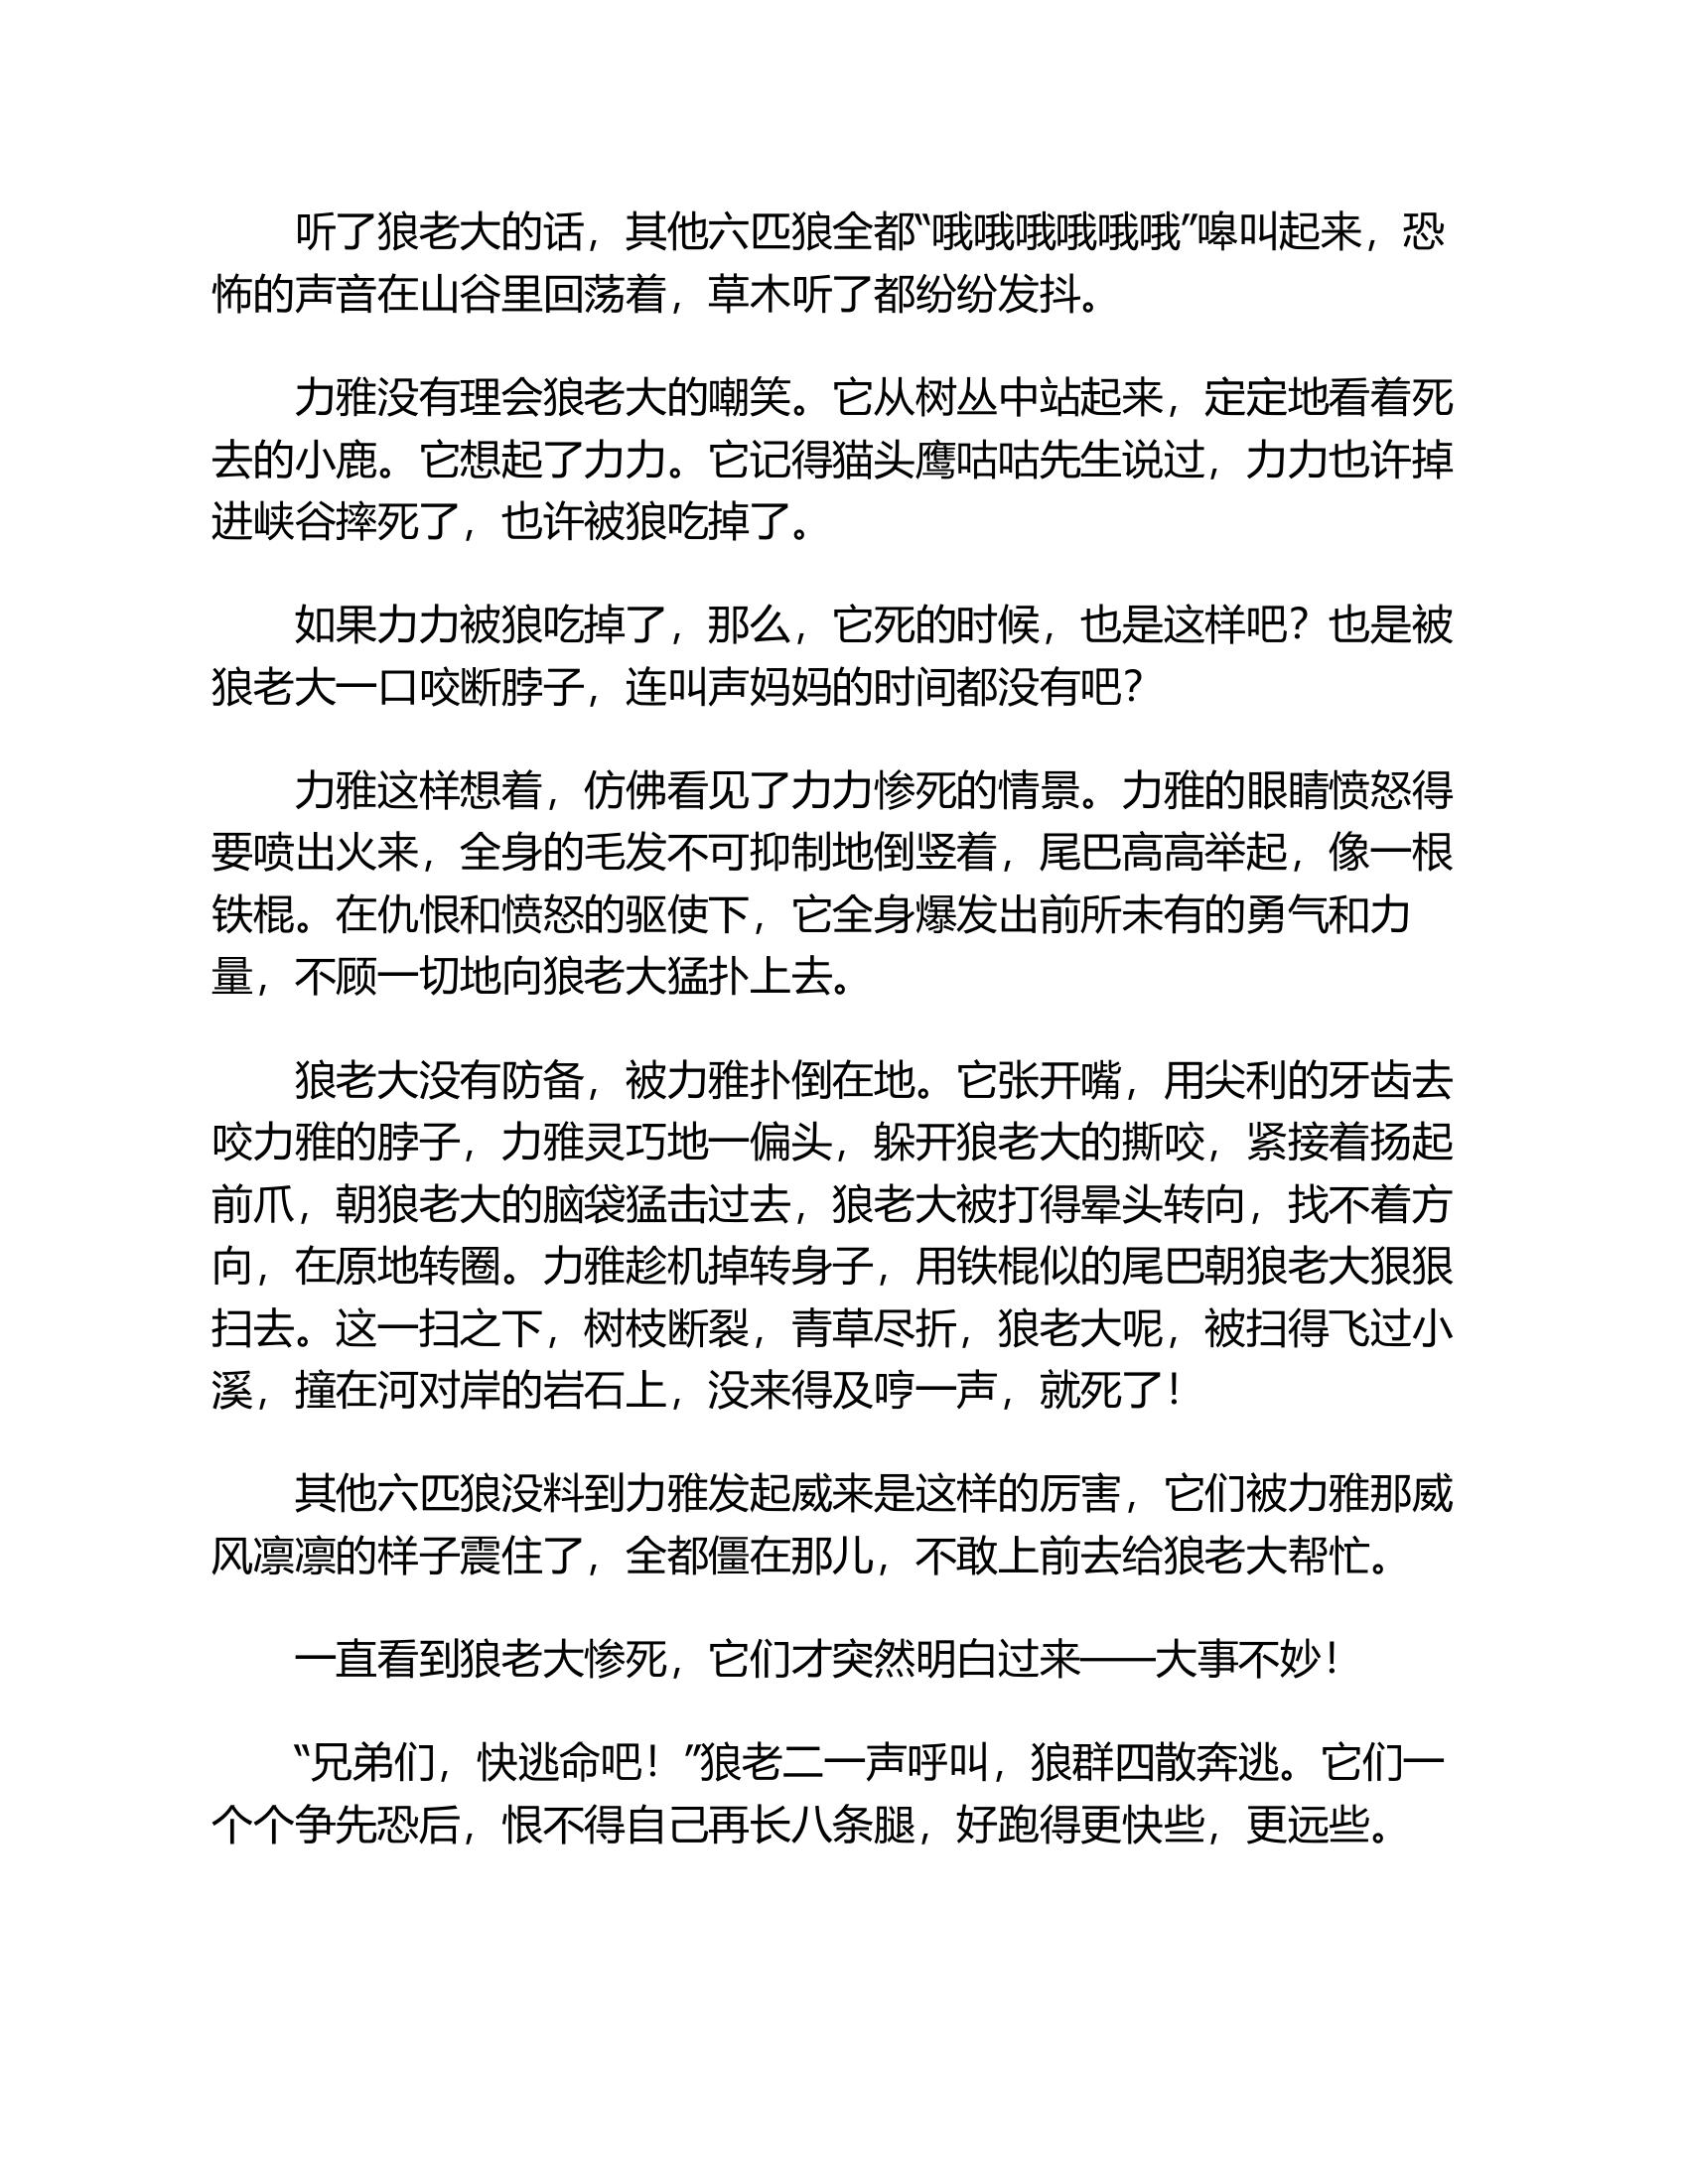 听了狼老大的话，其他六匹狼全都“哦哦哦哦哦哦”嗥叫起来，恐
怖的声音在山谷里回荡着，草木听了都纷纷发抖。
力雅没有理会狼老大的嘲笑。它从树丛中站起来，定定地看着死
去的小鹿。它想起了力力。它记得猫头鹰咕咕先生说过，力力也许掉
进峡谷摔死了，也许被狼吃掉了。
如果力力被狼吃掉了，那么，它死的时候，也是这样吧？也是被
狼老大一口咬断脖子，连叫声妈妈的时间都没有吧？
力雅这样想着，仿佛看见了力力惨死的情景。力雅的眼睛愤怒得
要喷出火来，全身的毛发不可抑制地倒竖着，尾巴高高举起，像一根
铁棍。在仇恨和愤怒的驱使下，它全身爆发出前所未有的勇气和力
量，不顾一切地向狼老大猛扑上去。
狼老大没有防备，被力雅扑倒在地。它张开嘴，用尖利的牙齿去
咬力雅的脖子，力雅灵巧地一偏头，躲开狼老大的撕咬，紧接着扬起
前爪，朝狼老大的脑袋猛击过去，狼老大被打得晕头转向，找不着方
向，在原地转圈。力雅趁机掉转身子，用铁棍似的尾巴朝狼老大狠狠
扫去。这一扫之下，树枝断裂，青草尽折，狼老大呢，被扫得飞过小
溪，撞在河对岸的岩石上，没来得及哼一声，就死了！
其他六匹狼没料到力雅发起威来是这样的厉害，它们被力雅那威
风凛凛的样子震住了，全都僵在那儿，不敢上前去给狼老大帮忙。
一直看到狼老大惨死，它们才突然明白过来——大事不妙！
“兄弟们，快逃命吧！”狼老二一声呼叫，狼群四散奔逃。它们一
个个争先恐后，恨不得自己再长八条腿，好跑得更快些，更远些。